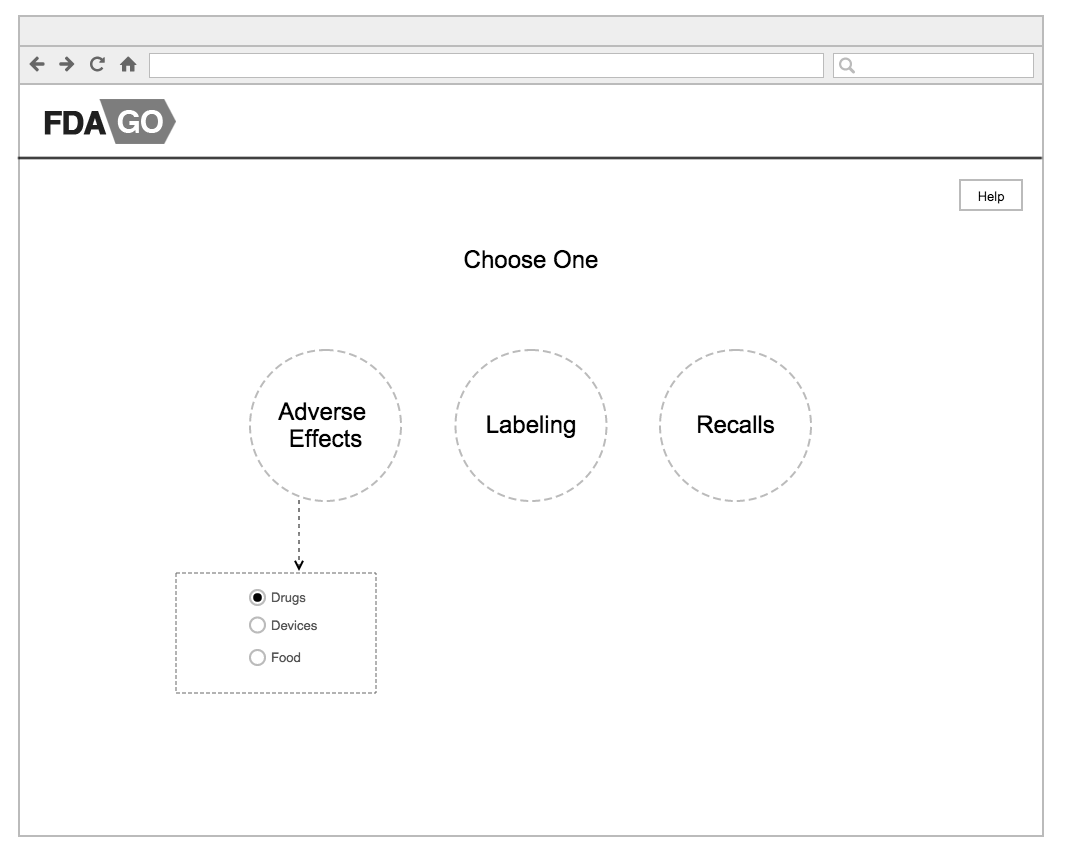 FDA GO
Help
Choose One
Adverse
Effects
Labeling
Recalls
Drugs
Devices
Food